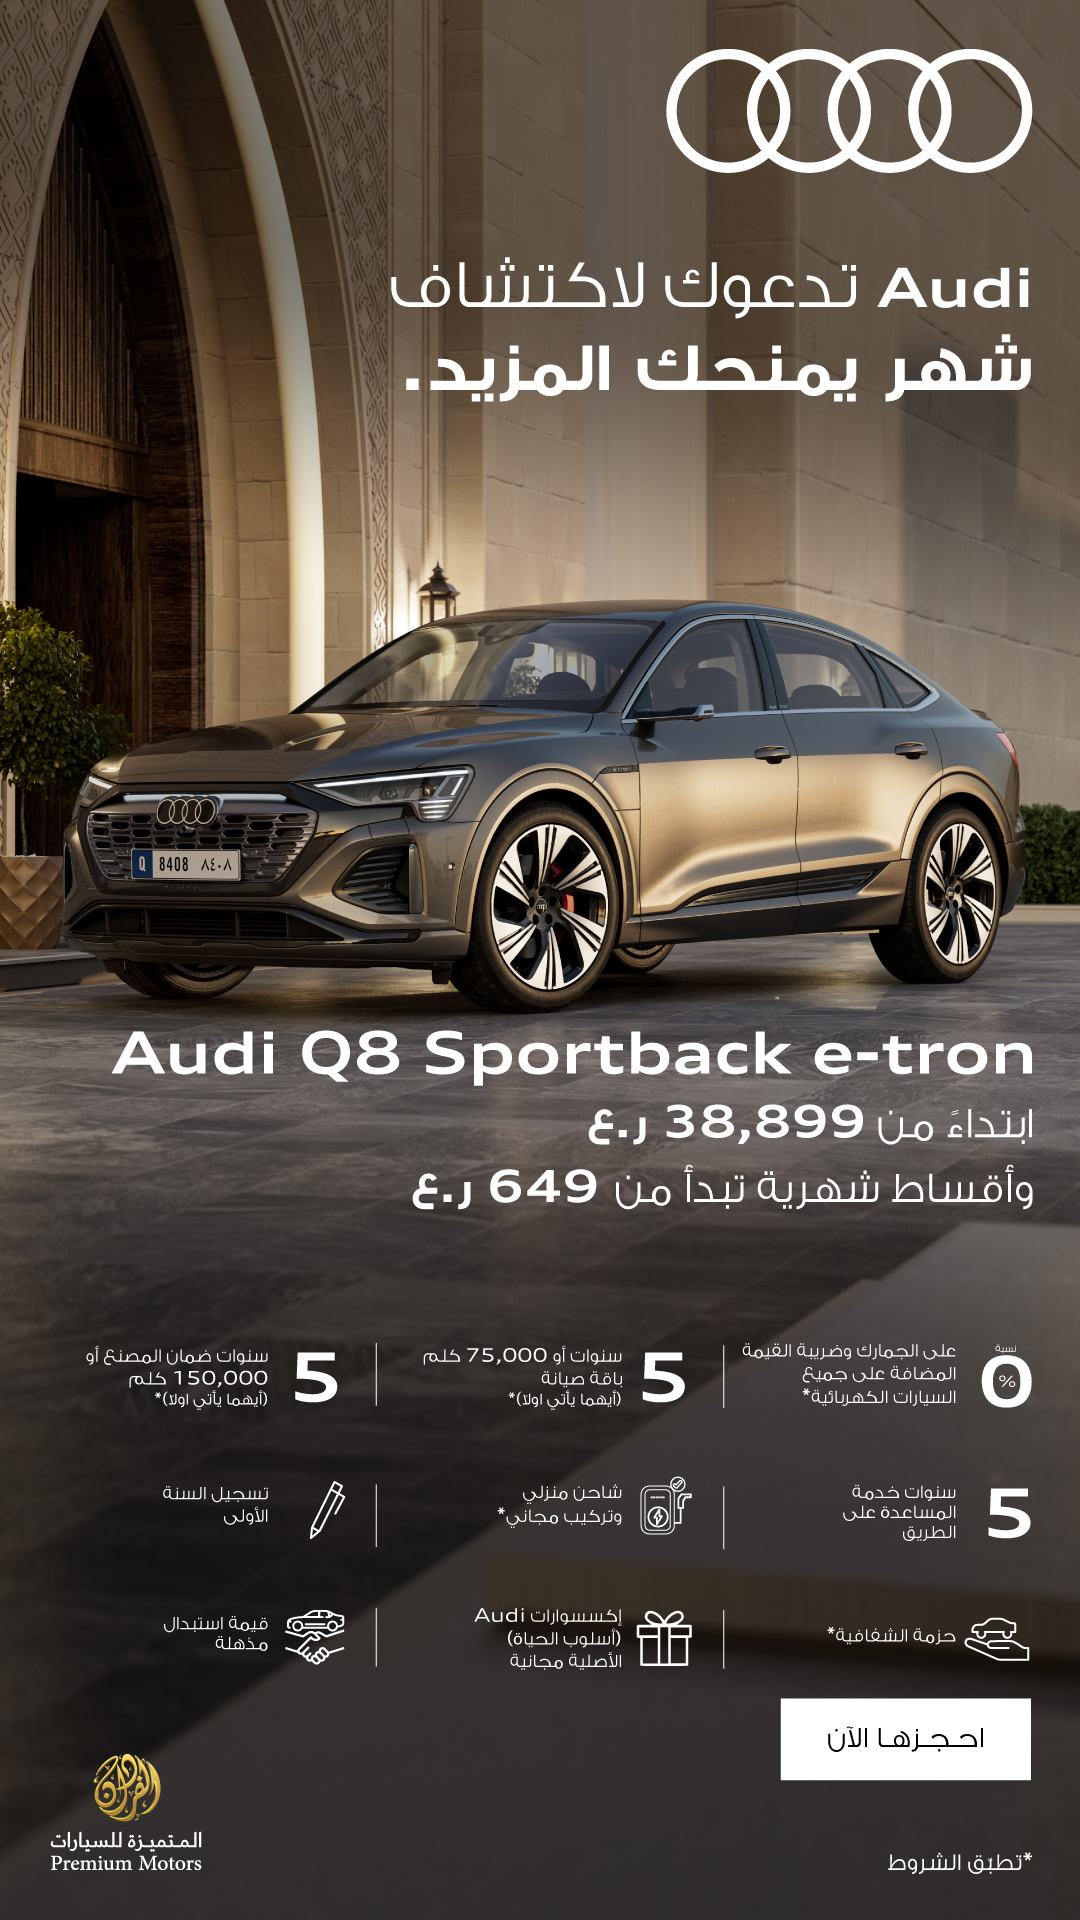 Audi تدعوك لاكتشاف
شهر يمنحك المزيد.
Q 8408 ٨٤٠٨
Audi Q8 Sportback e-tron
ابتداءً من 38,899 ر.ع
وأقساط شهرية تبدأ من 649 ر.ع
نسبة
0%
على الجمارك وضريبة القيمة
المضافة على جميع
السيارات الكهربائية*
5
سنوات أو 75,000 كلم
باقة صيانة
(أيهما يأتي اولاً)*
5
سنوات ضمان المصنع أو
150,000 كلم
(أيهما يأتي اولاً)*
5
سنوات خدمة
المساعدة على
الطريق
شاحن منزلي
وتركيب مجاني*
تسجيل السنة
الأولى
حزمة الشفافية*
إكسسوارات Audi
(أسلوب الحياة)
الأصلية مجانية
قيمة استبدال
مذهلة
احـجـزهـا الآن
المتميزة للسيارات
Premium Motors
*تطبّق الشروط